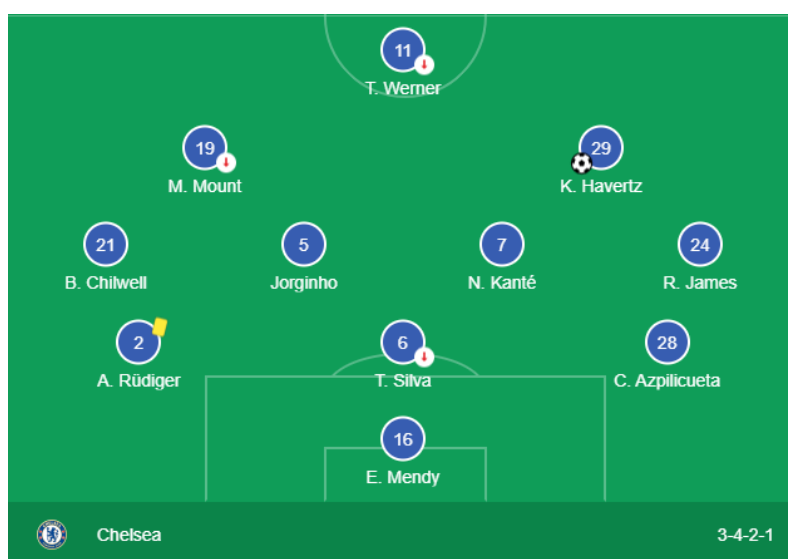 11
T. Werner
19
29
M. Mount
K. Havertz
21
5
7
24
B. Chilwell
Jorginho
N. Kanté
R. James
2
6
28
A. Rüdiger
T. Silva
C. Azpilicueta
16
E. Mendy
Chelsea
3-4-2-1